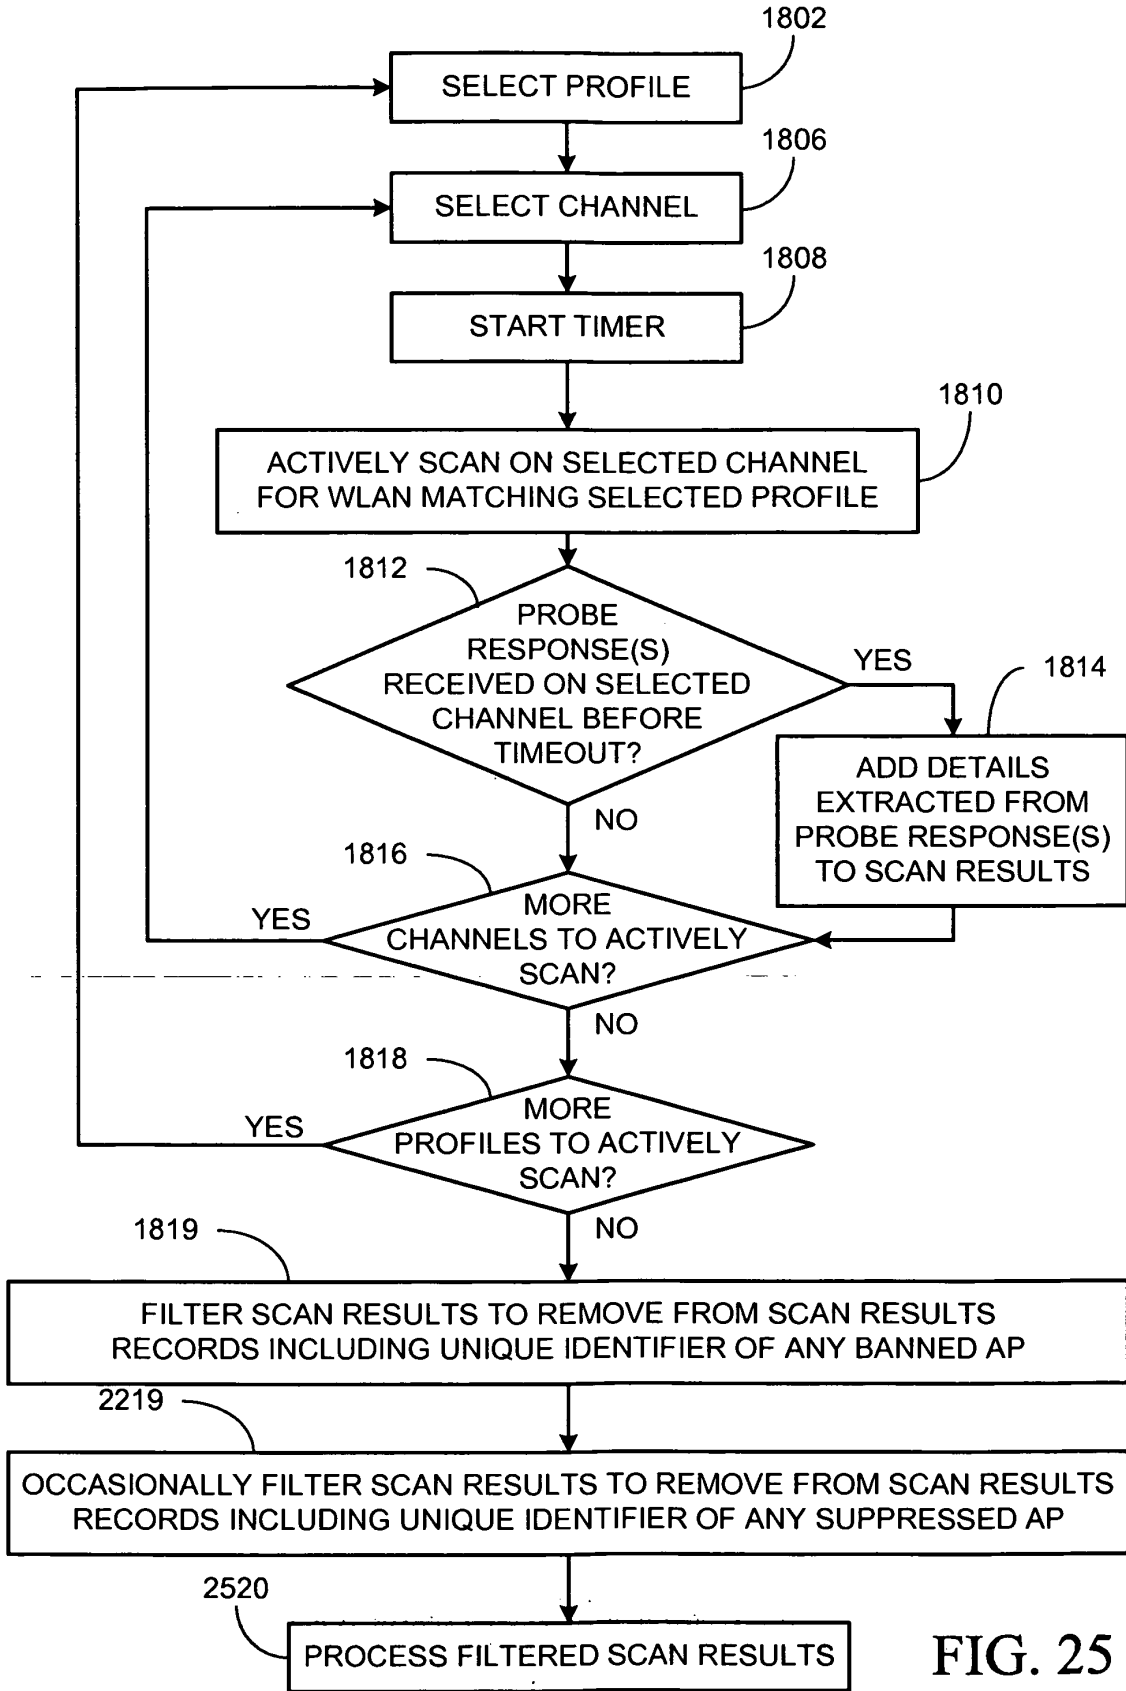 1802
SELECT PROFILE
1806
SELECT CHANNEL
1808
START TIMER
1810
ACTIVELY SCAN ON SELECTED CHANNEL
FOR WLAN MATCHING SELECTED PROFILE
1812
PROBE
RESPONSE(S)
RECEIVED ON SELECTED
CHANNEL BEFORE
TIMEOUT?
YES
1814
ADD DETAILS
EXTRACTED FROM
PROBE RESPONSE(S)
TO SCAN RESULTS
NO
1816
MORE
CHANNELS TO ACTIVELY
SCAN?
YES
NO
1818
MORE
PROFILES TO ACTIVELY
SCAN?
YES
NO
1819
FILTER SCAN RESULTS TO REMOVE FROM SCAN RESULTS
RECORDS INCLUDING UNIQUE IDENTIFIER OF ANY BANNED AP
2219
OCCASIONALLY FILTER SCAN RESULTS TO REMOVE FROM SCAN RESULTS
RECORDS INCLUDING UNIQUE IDENTIFIER OF ANY SUPPRESSED AP
2520
PROCESS FILTERED SCAN RESULTS
FIG. 25